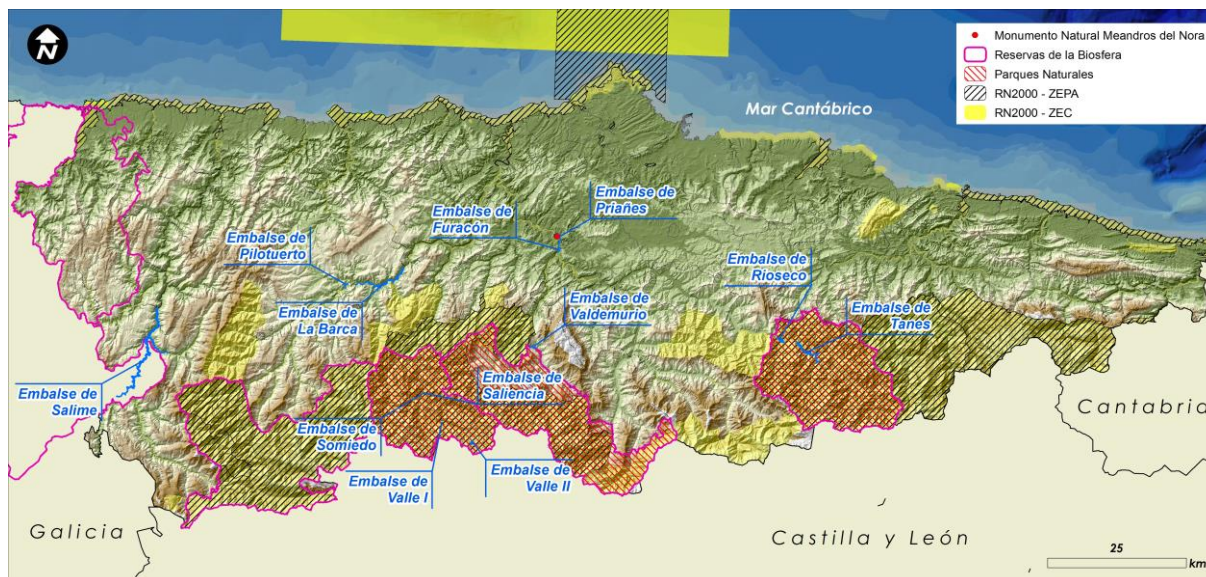 N
Monumento Natural Meandros del Nora
Reservas de la Biosfera
Parques Naturales
RN2000 - ZEPA
RN2000 - ZEC
Mar Cantábrico
Embalse de
Priañes
Embalse de
Furacón
Embalse de
Pilotuerto
Embalse de
Rioseco
Embalse de
La Barca
Embalse de
Valdemurio
Embalse de
Tanes
Embalse de
Salime
Embalse de
Saliencia
Embalse de
Somiedo
Embalse de
Valle I
Embalse de
Valle II
Cantabria
Galicia
Castilla y León
25
km